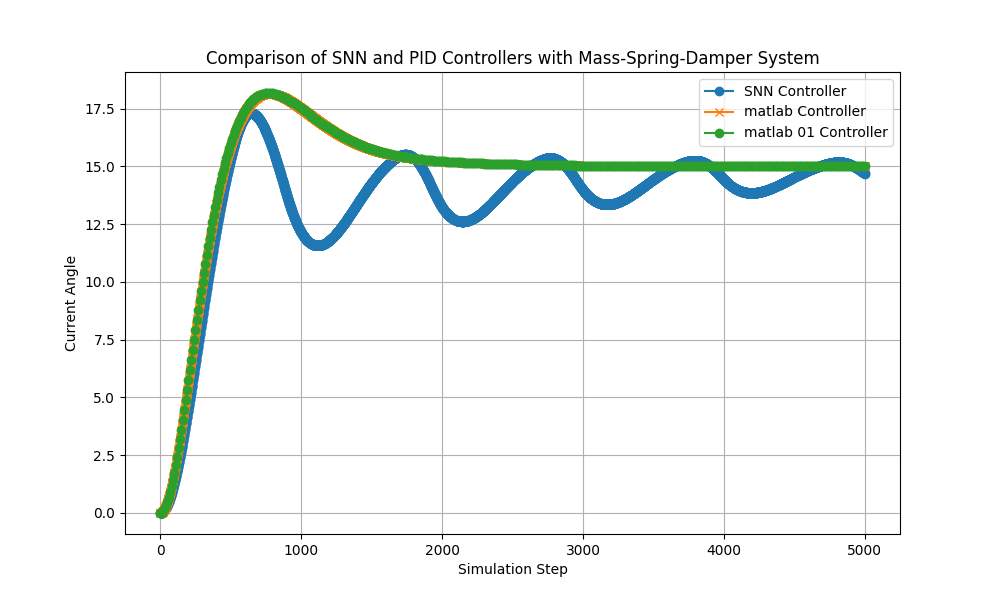 Comparison of SNN and PID Controllers with Mass-Spring-Damper System
SNN Controller
matlab Controller
matlab 01 Controller
Current Angle
17.5
15.0
12.5
10.0
7.5
5.0
2.5
0.0
0 1000 2000 3000 4000 5000
Simulation Step